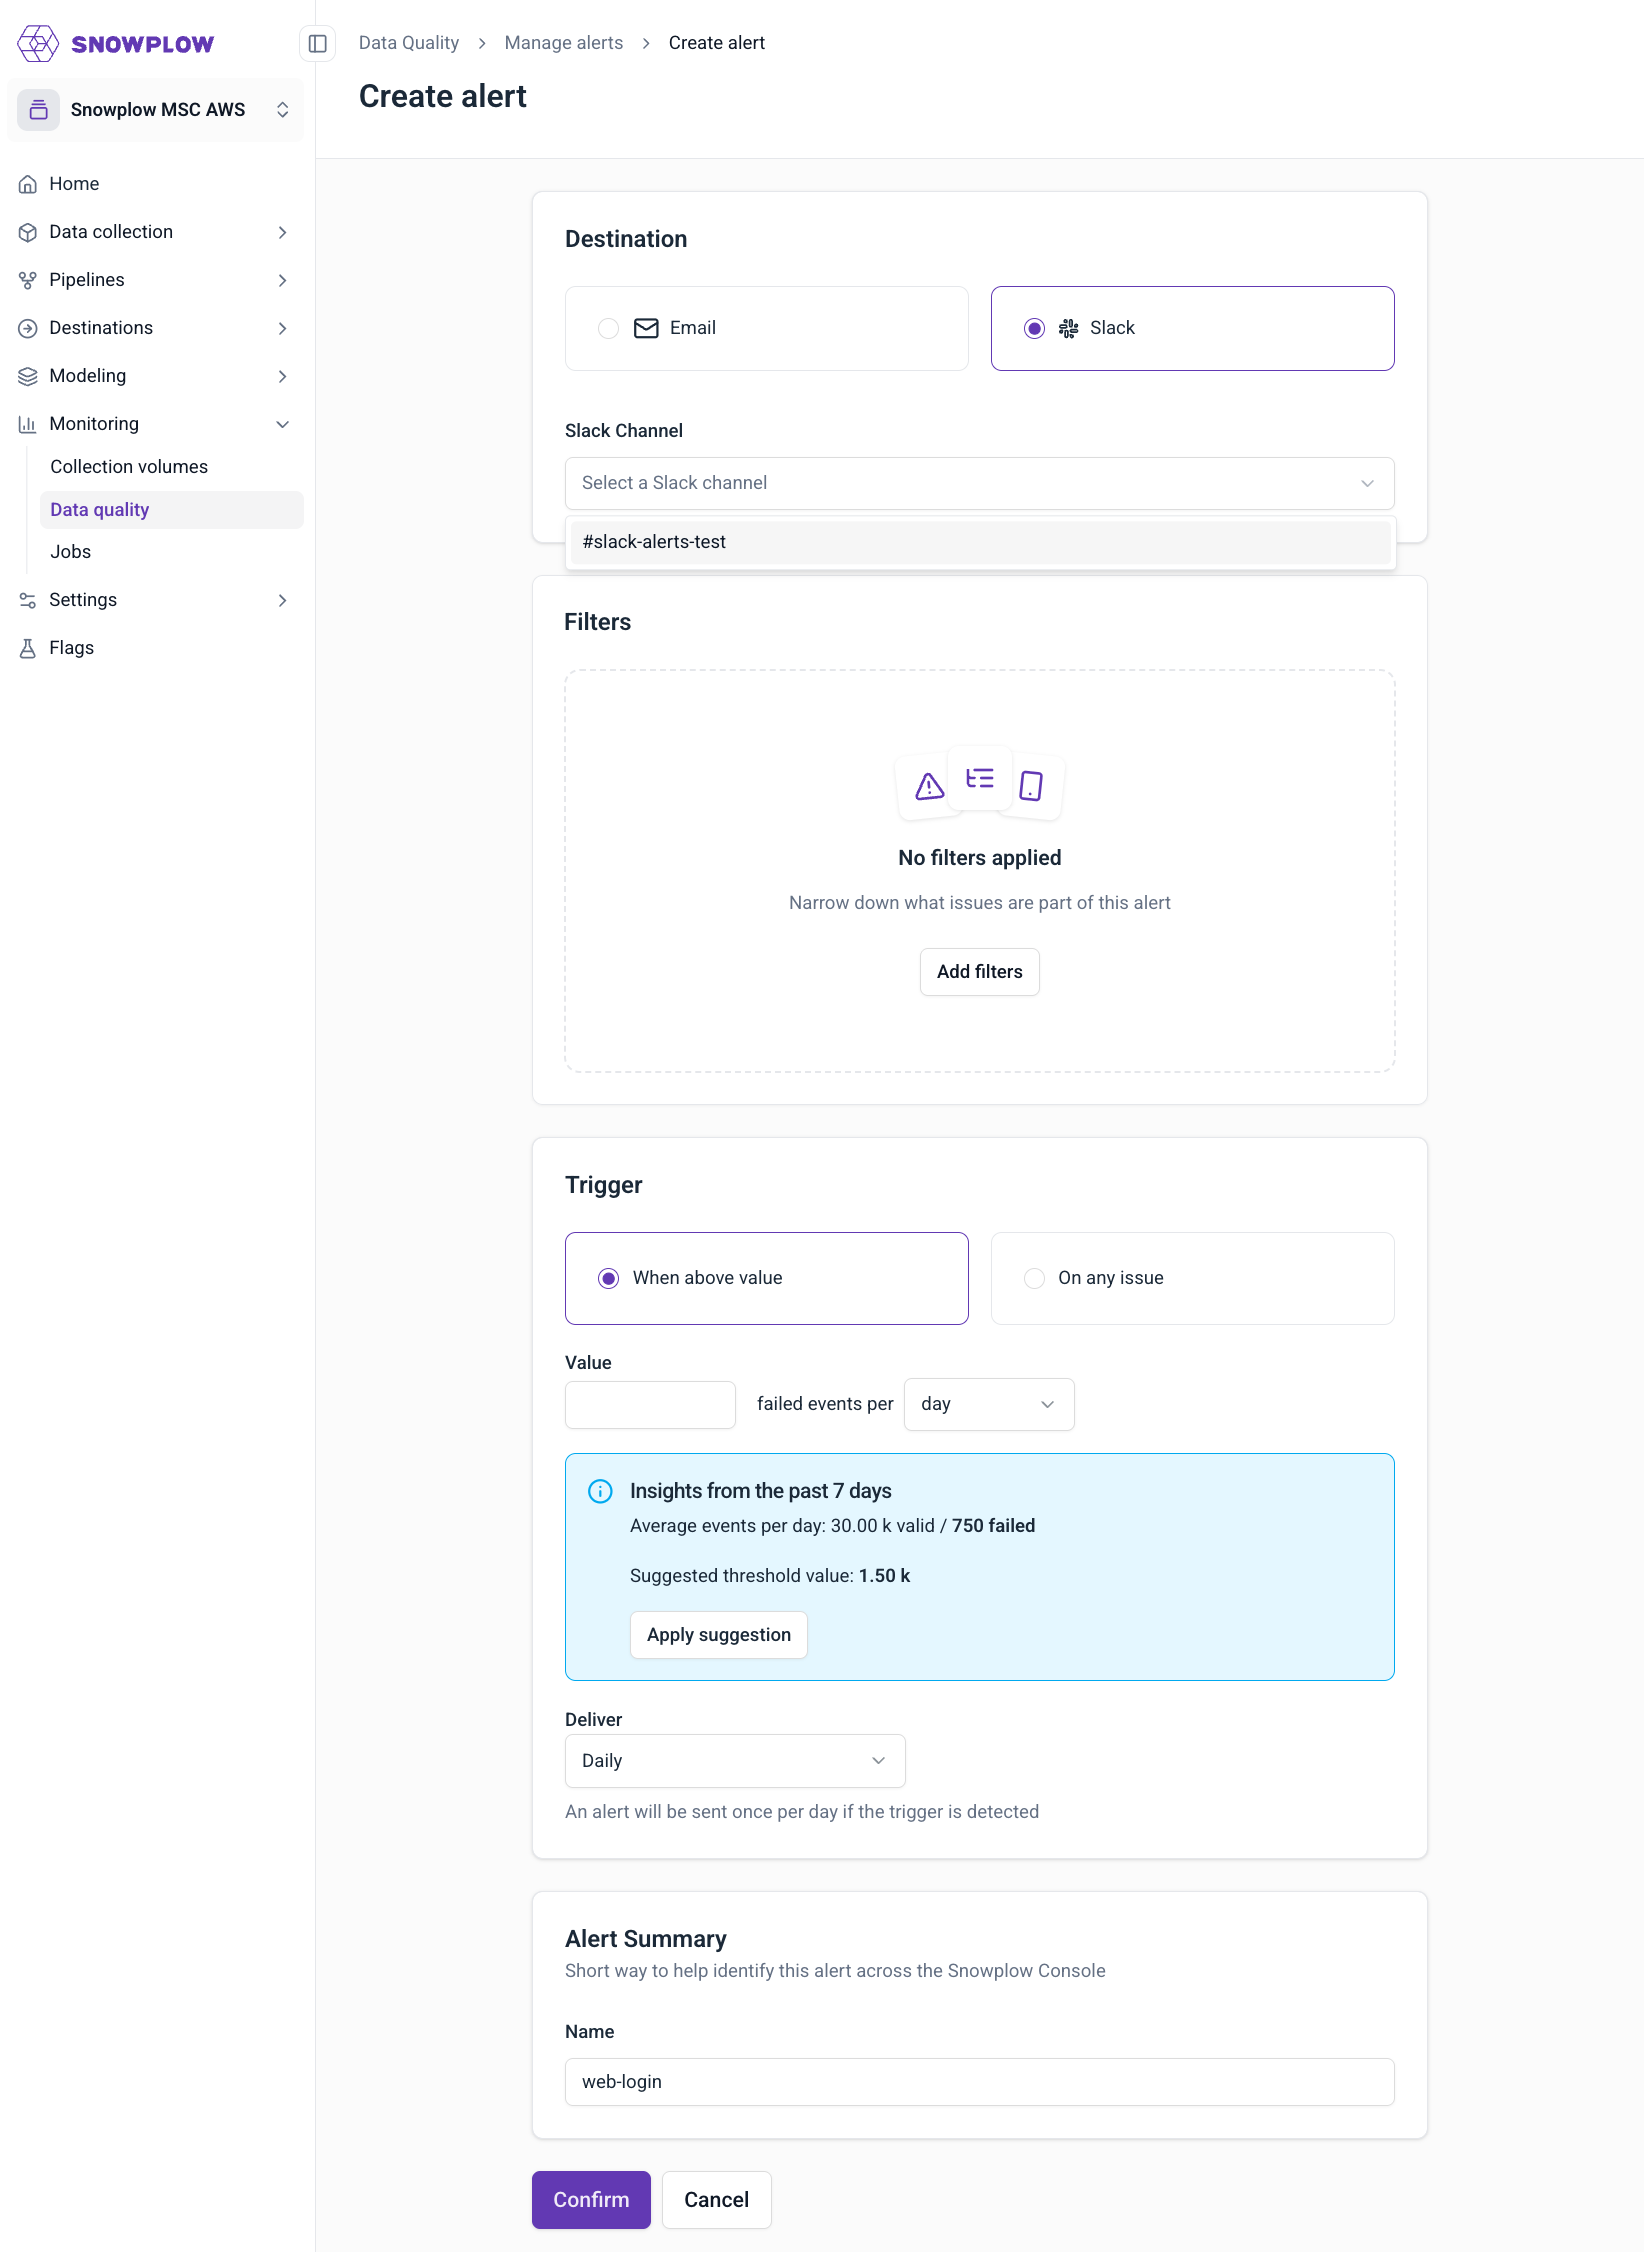 SNOWPLOW
Snowplow MSC AWS
Home
Data collection
Pipelines
Destinations
Modeling
Monitoring
Collection volumes
Data quality
Jobs
Settings
Flags
Data Quality > Manage alerts > Create alert
Create alert
Destination
Email
Slack
Slack Channel
Select a Slack channel
#slack-alerts-test
Filters
No filters applied
Narrow down what issues are part of this alert
Add filters
Trigger
When above value
On any issue
Value
failed events per day
Insights from the past 7 days
Average events per day: 30.00 k valid / 750 failed
Suggested threshold value: 1.50 k
Apply suggestion
Deliver
Daily
An alert will be sent once per day if the trigger is detected
Alert Summary
Short way to help identify this alert across the Snowplow Console
Name
web-login
Confirm
Cancel